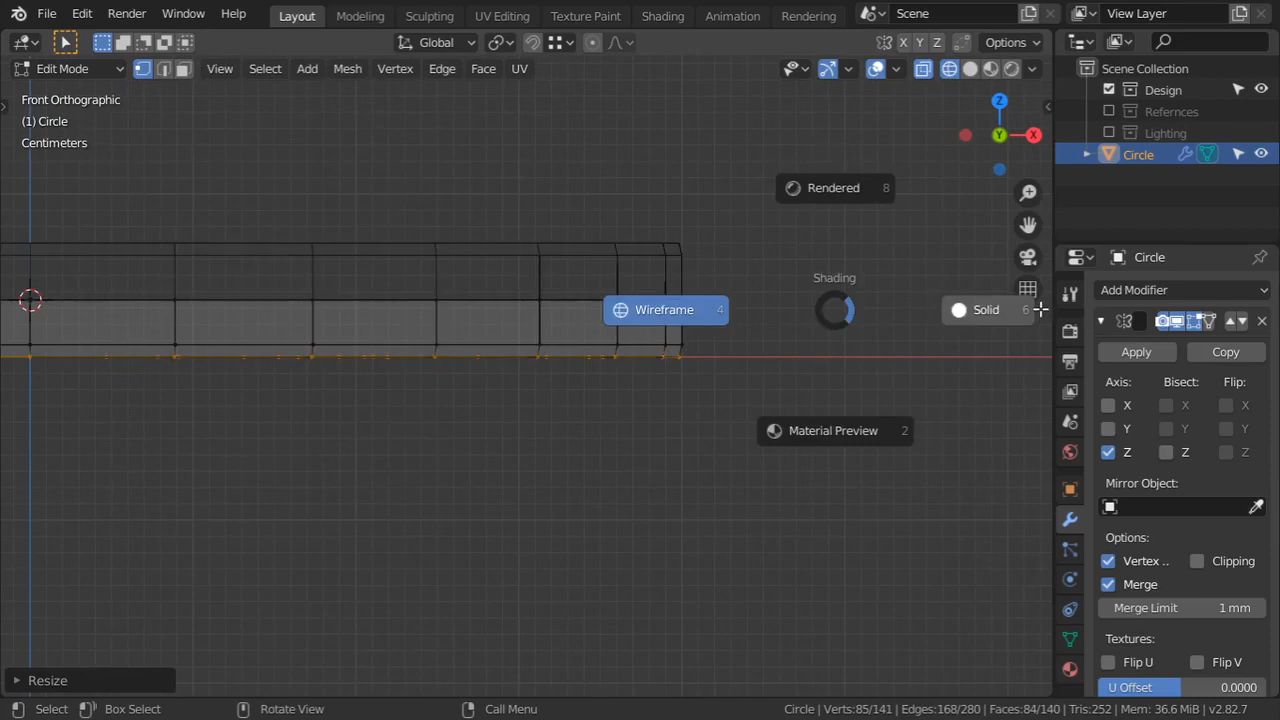 File Edit Render Window Help Layout Modeling Sculpting UV Editing Texture Paint Shading Animation Rendering Scene View Layer
Global X Y Z Options
Edit Mode View Select Add Mesh Vertex Edge Face UV
Scene Collection
Design
Refernces
Lighting
Circle
Front Orthographic
(1) Circle
Centimeters
Z
Y X
Rendered 8
Shading
Wireframe 4
Solid 6
Material Preview 2
Circle
Add Modifier
Apply Copy
Axis: Bisect: Flip:
X X X
Y Y Y
Z Z Z
Mirror Object:
Options:
Vertex .. Clipping
Merge
Merge Limit 1 mm
Textures:
Flip U Flip V
U Offset 0.0000
Resize
Select Box Select Rotate View Call Menu Circle | Verts:85/141 | Edges:168/280 | Faces:84/140 | Tris:252 | Mem: 36.6 MiB | v2.82.7